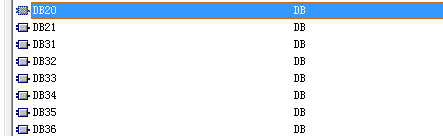 DB20 DB
DB21 DB
DB31 DB
DB32 DB
DB33 DB
DB34 DB
DB35 DB
DB36 DB